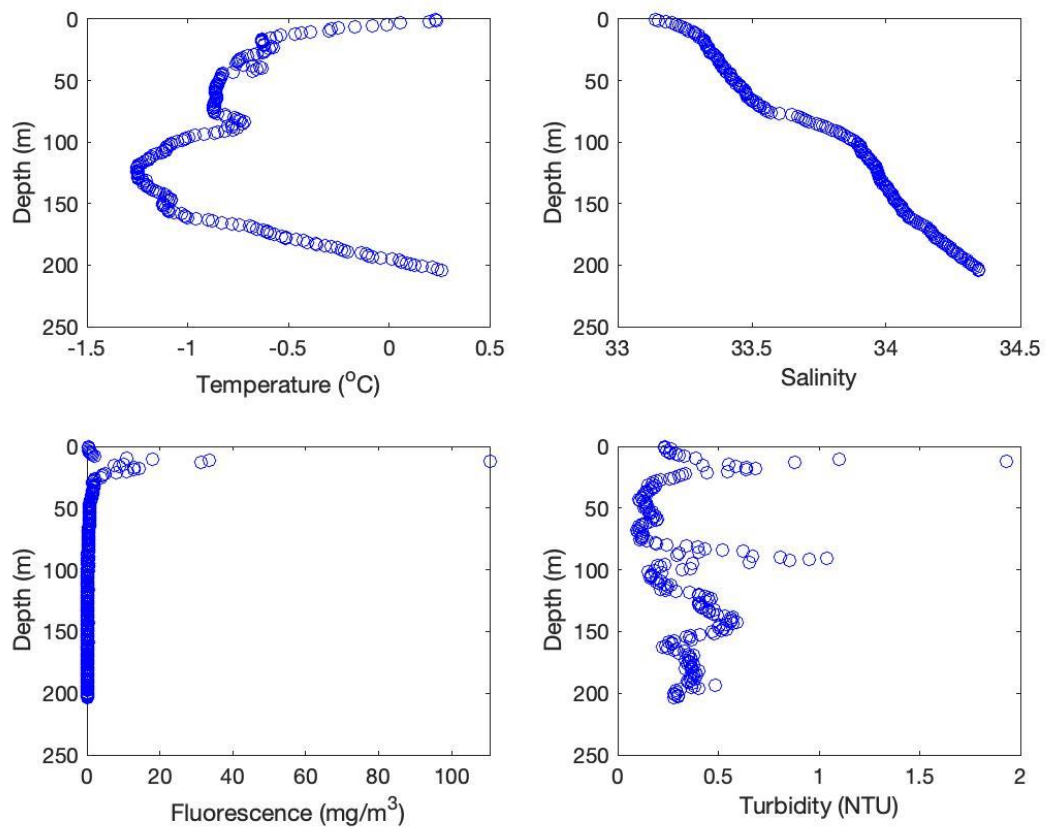 0
50
100
150
200
250
Depth (m)
-1.5 -1 -0.5 0 0.5
Temperature (°C)
0
50
100
150
200
250
Depth (m)
33 33.5 34 34.5
Salinity
0
50
100
150
200
250
Depth (m)
0 20 40 60 80 100
Fluorescence (mg/m³)
0
50
100
150
200
250
Depth (m)
0 0.5 1 1.5 2
Turbidity (NTU)